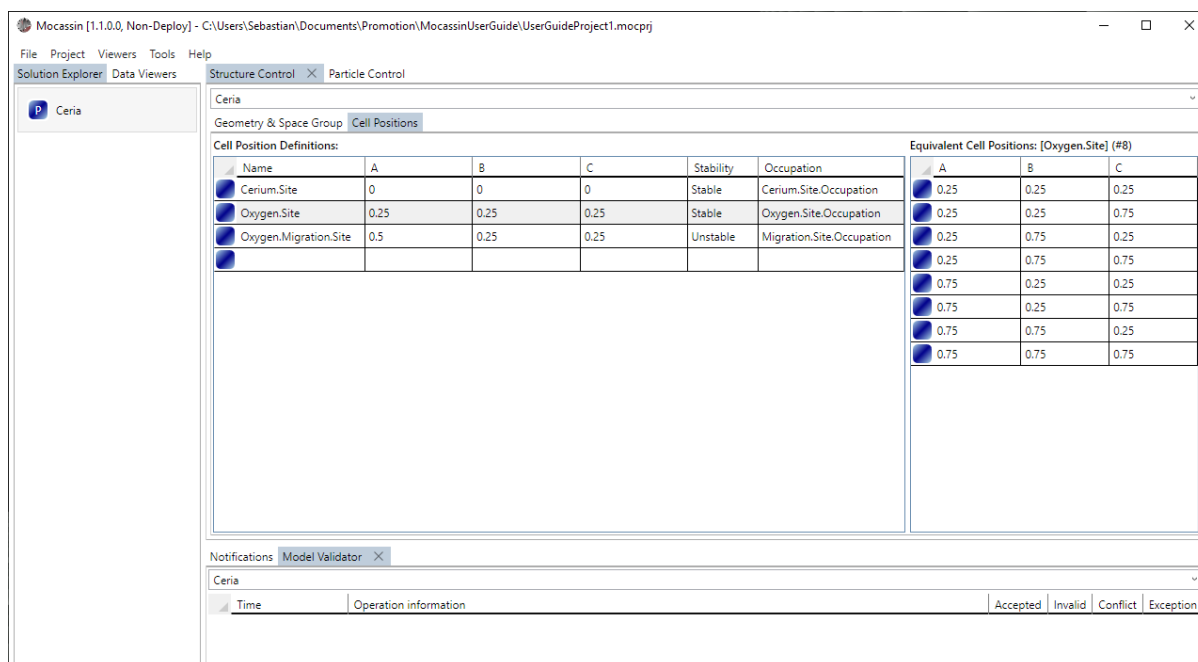 Mocassin [1.1.0.0, Non-Deploy] - C:\Users\Sebastian\Documents\Promotion\MocassinUserGuide\UserGuideProject1.mocprj
File Project Viewers Tools Help
Solution Explorer Data Viewers
P Ceria
Structure Control Particle Control
Ceria
Geometry & Space Group Cell Positions
Cell Position Definitions:
Name A B C Stability Occupation
Cerium.Site 0 0 0 Stable Cerium.Site.Occupation
Oxygen.Site 0.25 0.25 0.25 Stable Oxygen.Site.Occupation
Oxygen.Migration.Site 0.5 0.25 0.25 Unstable Migration.Site.Occupation
Equivalent Cell Positions: [Oxygen.Site] (#8)
A B C
0.25 0.25 0.25
0.25 0.25 0.75
0.25 0.75 0.25
0.25 0.75 0.75
0.75 0.25 0.25
0.75 0.25 0.75
0.75 0.75 0.25
0.75 0.75 0.75
Notifications Model Validator
Ceria
Time Operation information Accepted Invalid Conflict Exception